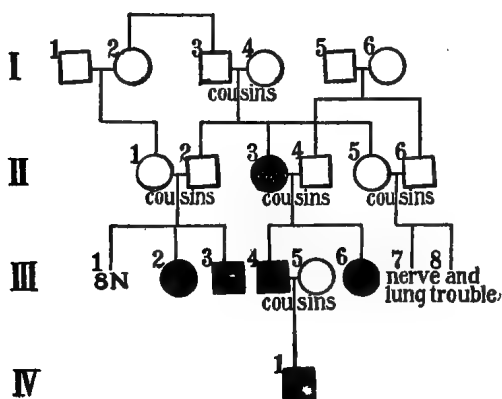 I
1 2 3 4 5 6
cousins
II
1 2 3 4 5 6
cousins cousins cousins
III
1 2 3 4 5 6 7 8
8N nerve and
lung trouble,
cousins
IV
1